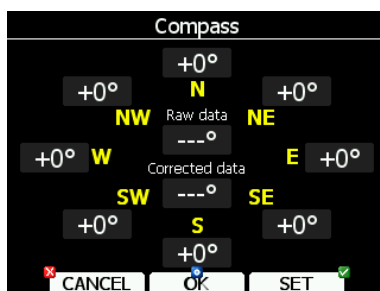 Compass
+0°
+0° N +0°
NW Raw data NE
---°
+0° W E +0°
Corrected data
SW ---° SE
+0° S +0°
+0°
CANCEL OK SET